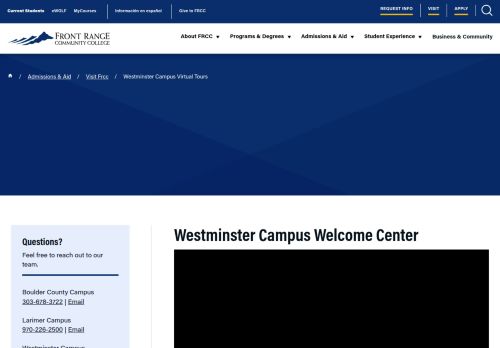 Current Students eWOLF MyCourses Información en español Give to FRCC REQUEST INFO VISIT APPLY
FRONT RANGE
COMMUNITY COLLEGE
About FRCC Programs & Degrees Admissions & Aid Student Experience Business & Community
/ Admissions & Aid / Visit Frcc / Westminster Campus Virtual Tours
Questions?
Feel free to reach out to our
team.
Boulder County Campus
303-678-3722 | Email
Larimer Campus
970-226-2500 | Email
Westminster Campus
Westminster Campus Welcome Center